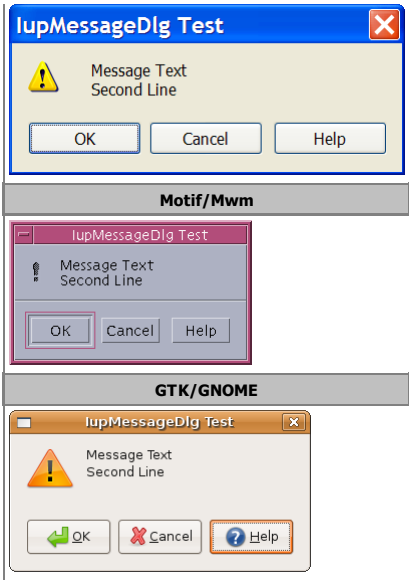 IupMessageDlg Test
Message Text
Second Line
OK Cancel Help
Motif/Mwm
IupMessageDlg Test
Message Text
Second Line
OK Cancel Help
GTK/GNOME
IupMessageDlg Test
Message Text
Second Line
OK Cancel Help